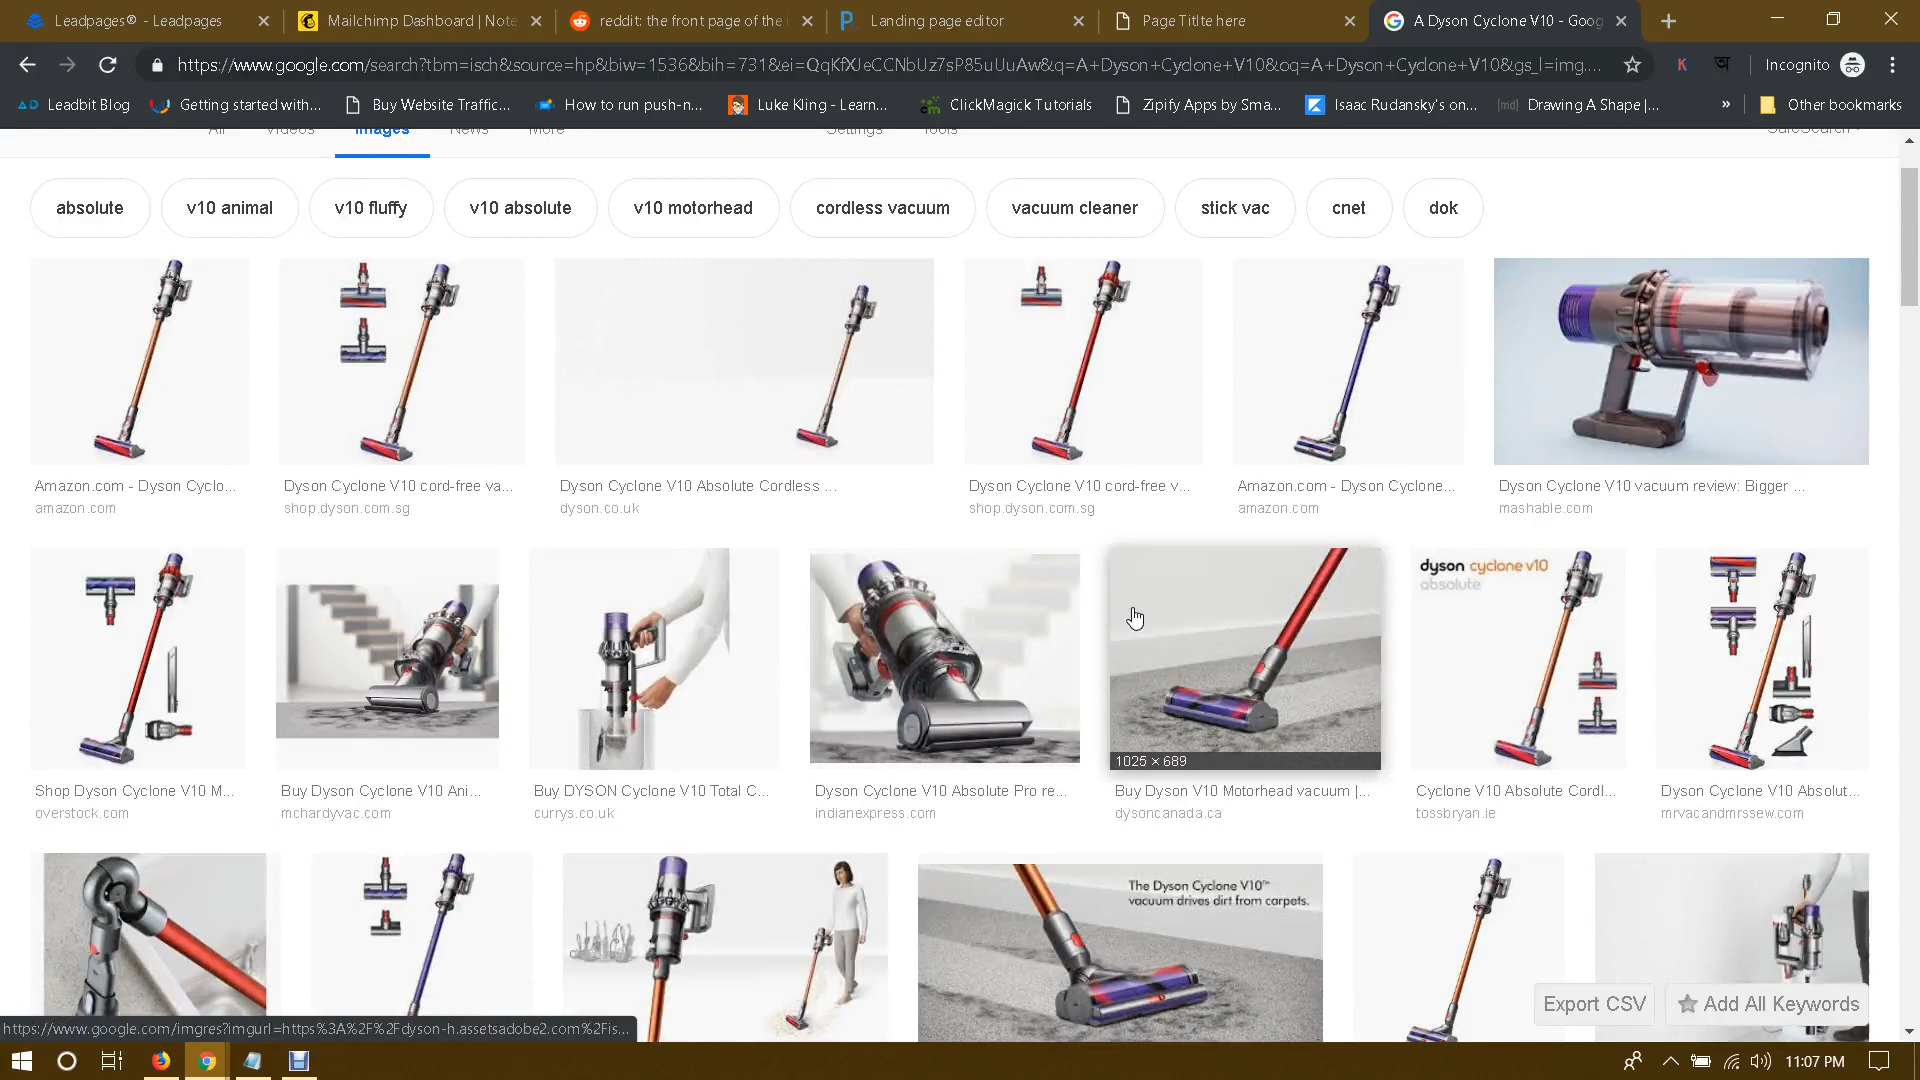 Leadpages® - Leadpages
Mailchimp Dashboard | Note
reddit: the front page of the i
Landing page editor
Page Titlte here
A Dyson Cyclone V10 - Goog
https://www.google.com/search?tbm=isch&source=hp&biw=1536&bih=731&ei=QqKfXJeCCNbUz7sP85uUuAw&q=A+Dyson+Cyclone+V10&oq=A+Dyson+Cyclone+V10&gs_l=img....
Incognito
Leadbit Blog
Getting started with...
Buy Website Traffic...
How to run push-n...
Luke Kling - Learn...
ClickMagick Tutorials
Zipify Apps by Sma...
Isaac Rudansky's on...
Drawing A Shape |...
»
Other bookmarks
All
Videos
Images
News
More
Settings
Tools
SafeSearch
absolute
v10 animal
v10 fluffy
v10 absolute
v10 motorhead
cordless vacuum
vacuum cleaner
stick vac
cnet
dok
Amazon.com - Dyson Cyclo...
amazon.com
Dyson Cyclone V10 cord-free va...
shop.dyson.com.sg
Dyson Cyclone V10 Absolute Cordless ...
dyson.co.uk
Dyson Cyclone V10 cord-free v...
shop.dyson.com.sg
Amazon.com - Dyson Cyclone...
amazon.com
Dyson Cyclone V10 vacuum review: Bigger ...
mashable.com
1025 × 689
dyson cyclone v10
absolute
Shop Dyson Cyclone V10 M...
overstock.com
Buy Dyson Cyclone V10 Ani...
mchardyvac.com
Buy DYSON Cyclone V10 Total C...
currys.co.uk
Dyson Cyclone V10 Absolute Pro re...
indianexpress.com
Buy Dyson V10 Motorhead vacuum |...
dysoncanada.ca
Cyclone V10 Absolute Cordl...
tossbryan.ie
Dyson Cyclone V10 Absolut...
mrvacandmrssew.com
The Dyson Cyclone V10™
vacuum drives dirt from carpets.
Export CSV
Add All Keywords
https://www.google.com/imgres?imgurl=https%3A%2F%2Fdyson-h.assetsadobe2.com%2Fis...
11:07 PM